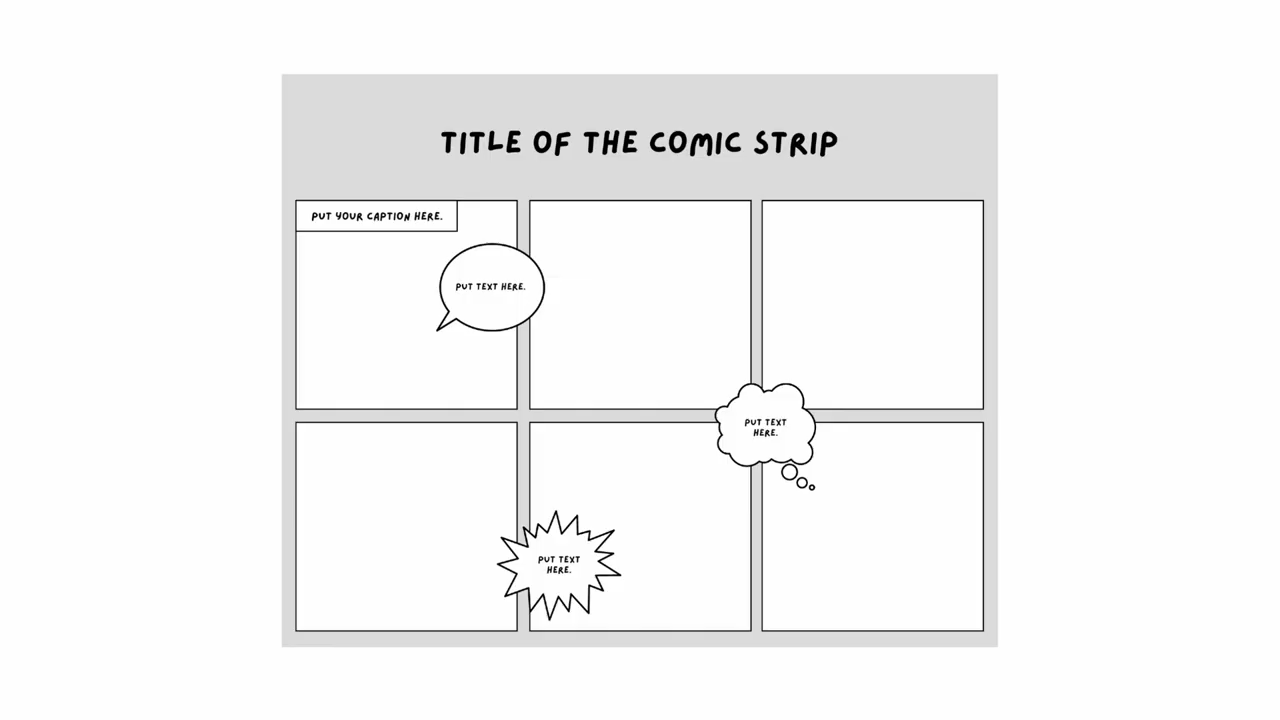 TITLE OF THE COMIC STRIP
PUT YOUR CAPTION HERE.
PUT TEXT HERE.
PUT TEXT
HERE.
PUT TEXT
HERE.